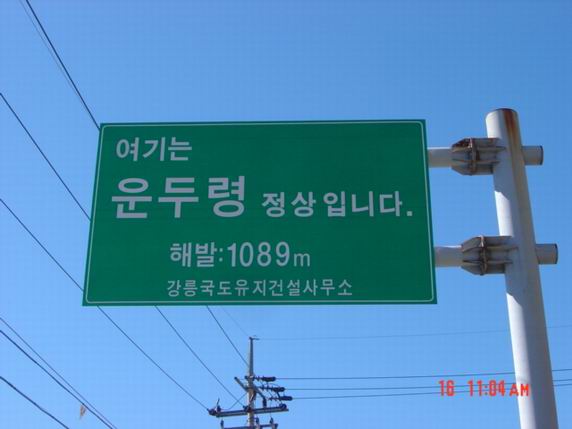 여기는
운두령 정상입니다.
해발:1089m
강릉국도유지건설사무소
16 11:04 AM